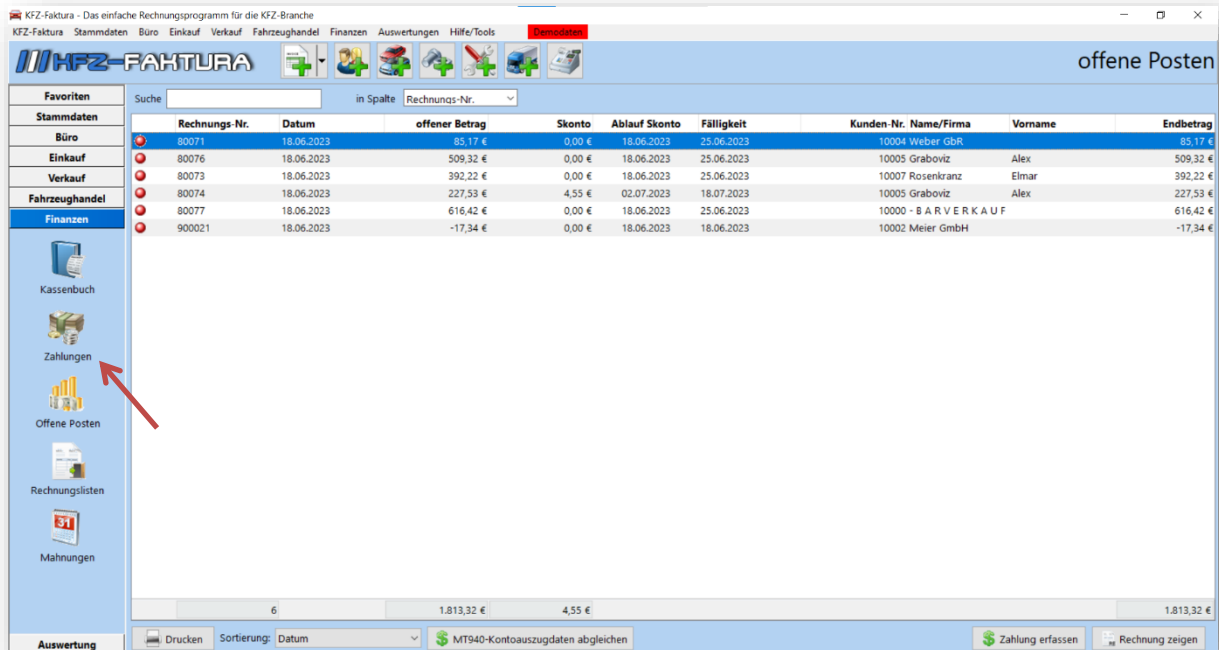 KFZ-Faktura - Das einfache Rechnungsprogramm für die KFZ-Branche
KFZ-Faktura Stammdaten Büro Einkauf Verkauf Fahrzeughandel Finanzen Auswertungen Hilfe/Tools Demodaten
KFZ-FAKTURA
offene Posten
Favoriten
Stammdaten
Büro
Einkauf
Verkauf
Fahrzeughandel
Finanzen
Kassenbuch
Zahlungen
Offene Posten
Rechnungslisten
31
Mahnungen
Auswertung
Suche in Spalte Rechnungs-Nr.
Rechnungs-Nr. Datum offener Betrag Skonto Ablauf Skonto Fälligkeit Kunden-Nr. Name/Firma Vorname Endbetrag
80071 18.06.2023 85,17 € 0,00 € 18.06.2023 25.06.2023 10004 Weber GbR 85,17 €
80076 18.06.2023 509,32 € 0,00 € 18.06.2023 25.06.2023 10005 Graboviz Alex 509,32 €
80073 18.06.2023 392,22 € 0,00 € 18.06.2023 25.06.2023 10007 Rosenkranz Elmar 392,22 €
80074 18.06.2023 227,53 € 4,55 € 02.07.2023 18.07.2023 10005 Graboviz Alex 227,53 €
80077 18.06.2023 616,42 € 0,00 € 18.06.2023 25.06.2023 10000 - B A R V E R K A U F 616,42 €
900021 18.06.2023 -17,34 € 0,00 € 18.06.2023 18.06.2023 10002 Meier GmbH -17,34 €
6 1.813,32 € 4,55 € 1.813,32 €
Drucken Sortierung: Datum MT940-Kontoauszugdaten abgleichen Zahlung erfassen Rechnung zeigen